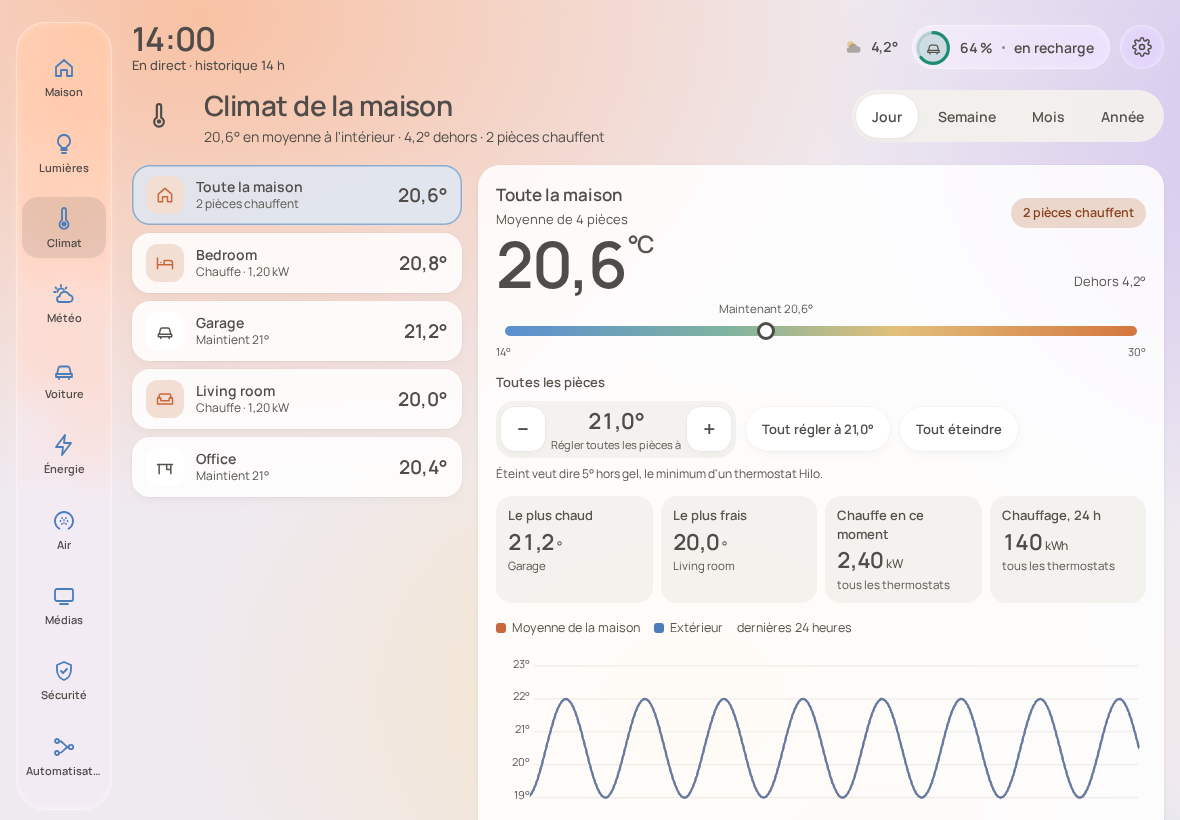 14:00
En direct · historique 14 h
4,2°
64 % • en recharge
Maison
Lumières
Climat
Météo
Voiture
Énergie
Air
Médias
Sécurité
Automatisat…
Climat de la maison
20,6° en moyenne à l'intérieur · 4,2° dehors · 2 pièces chauffent
Jour
Semaine
Mois
Année
Toute la maison
2 pièces chauffent
20,6°
Bedroom
Chauffe · 1,20 kW
20,8°
Garage
Maintient 21°
21,2°
Living room
Chauffe · 1,20 kW
20,0°
Office
Maintient 21°
20,4°
Toute la maison
Moyenne de 4 pièces
20,6 °C
2 pièces chauffent
Dehors 4,2°
Maintenant 20,6°
14°
30°
Toutes les pièces
−
21,0°
Régler toutes les pièces à
+
Tout régler à 21,0°
Tout éteindre
Éteint veut dire 5° hors gel, le minimum d'un thermostat Hilo.
Le plus chaud
21,2 °
Garage
Le plus frais
20,0 °
Living room
Chauffe en ce
moment
2,40 kW
tous les thermostats
Chauffage, 24 h
140 kWh
tous les thermostats
Moyenne de la maison
Extérieur
dernières 24 heures
23°
22°
21°
20°
19°